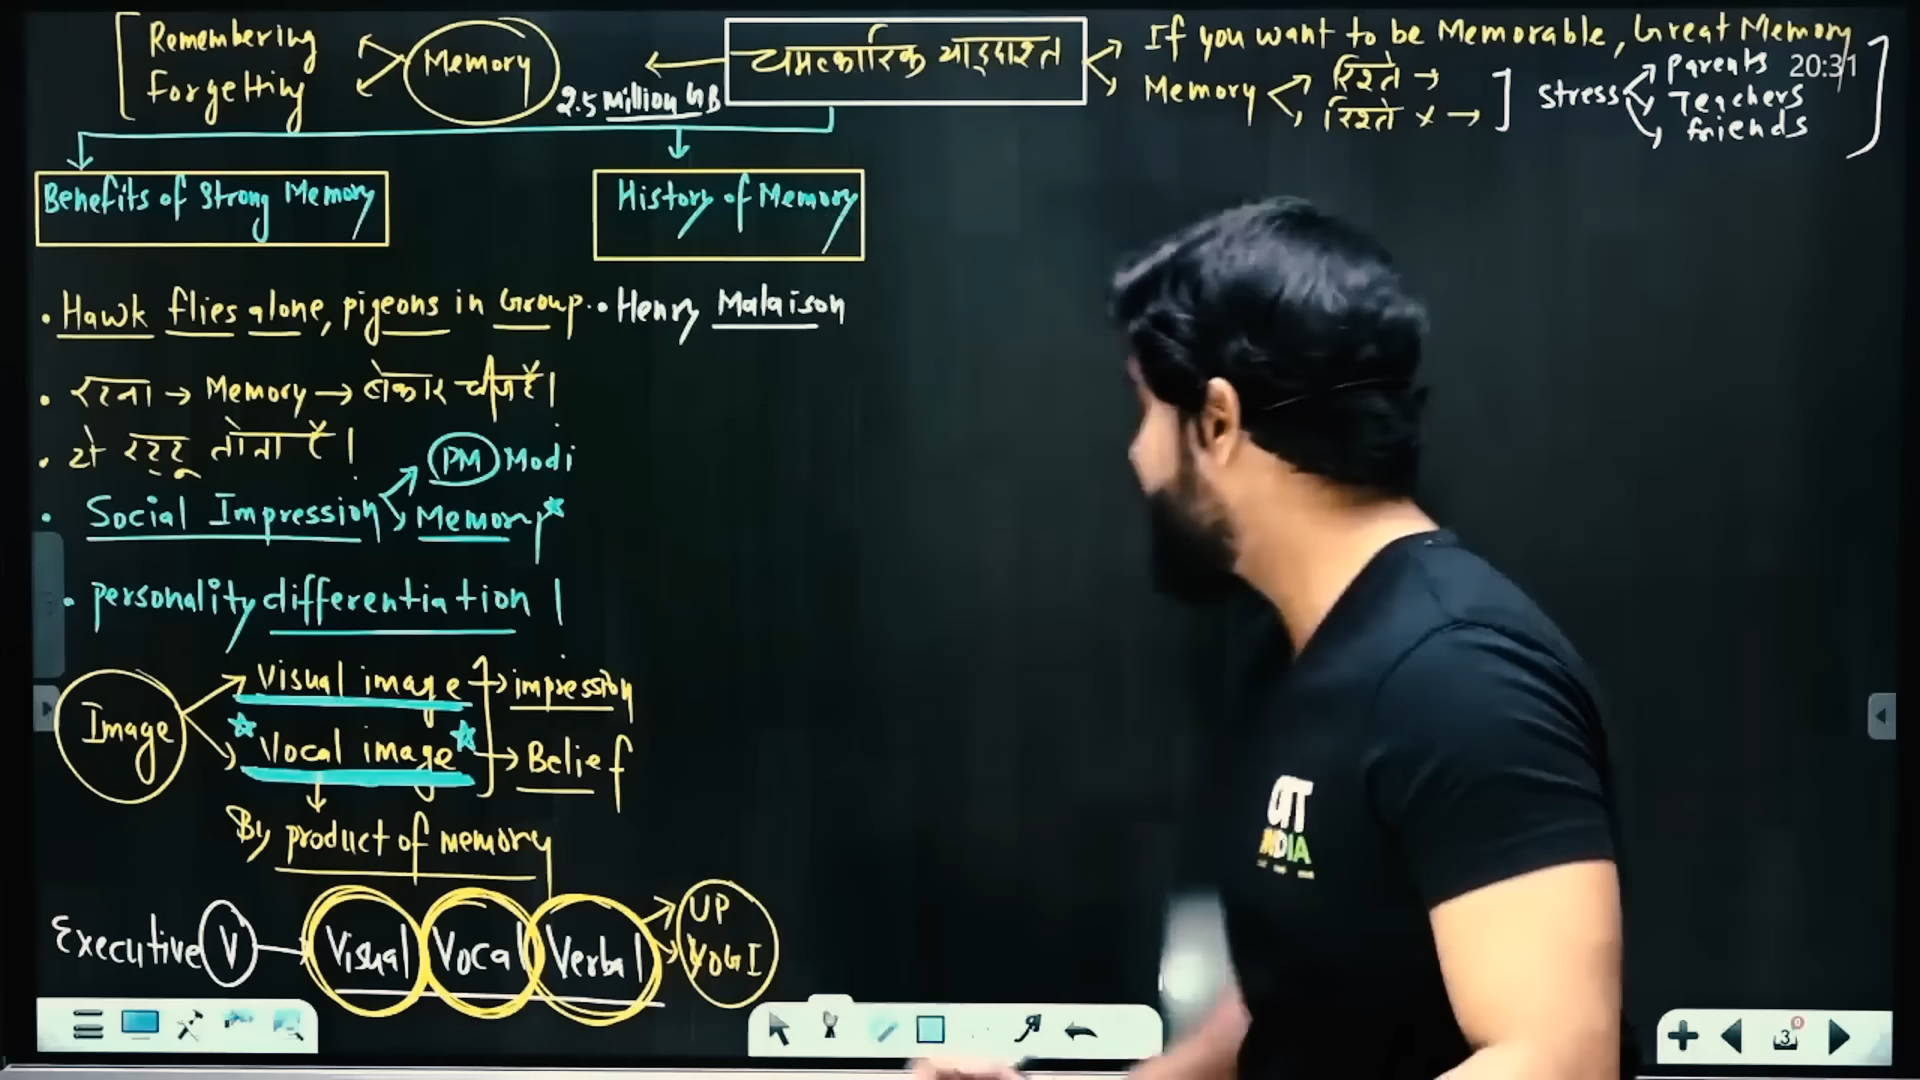 Remembering
Forgetting
Memory
2.5 Million GB
चमत्कारिक याद्दाश्त
If you want to be Memorable, Great Memory
Memory
रिश्ते →
रिश्ते × →
Stress
Parents
Teachers
friends
20:31
Benefits of Strong Memory
History of Memory
• Hawk flies alone, pigeons in Group.
• Henry Malaison
• रटना → Memory → बेकार चीज है।
• ये रट्टू तोता है।
• Social Impression
PM Modi
Memory
• personality differentiation |
Image
Visual image → impression
Vocal image → Belief
By product of memory
Executive V
Visual Vocal Verbal
UP
YOGI
INDIA
3